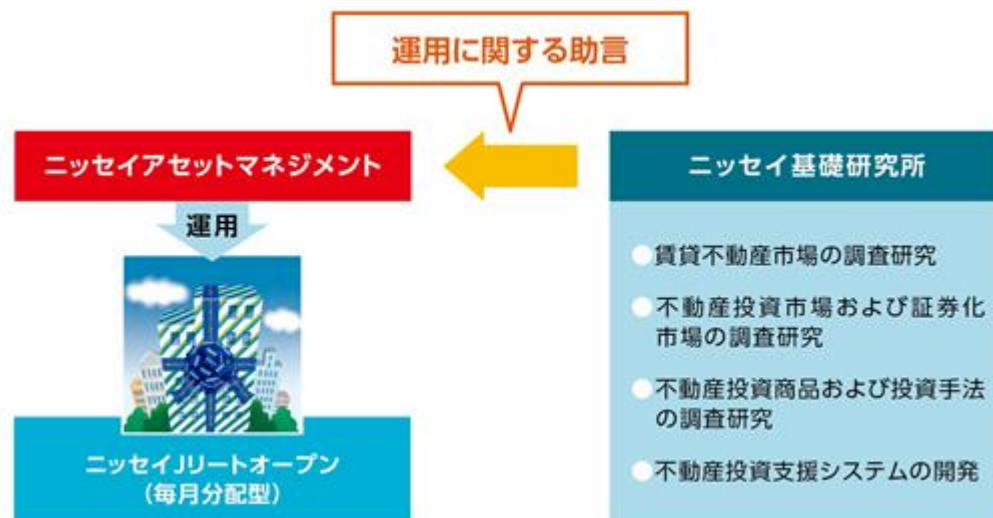 運用に関する助言
ニッセイアセットマネジメント
運用
ニッセイJリートオープン
（毎月分配型）
ニッセイ基礎研究所
●賃貸不動産市場の調査研究
●不動産投資市場および証券化
市場の調査研究
●不動産投資商品および投資手法
の調査研究
●不動産投資支援システムの開発